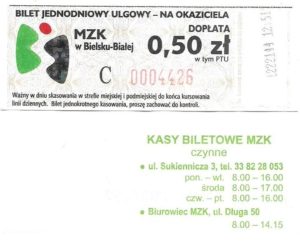 BILET JEDNODNIOWY ULGOWY – NA OKAZICIELA
MZK
w Bielsku-Białej
DOPŁATA
0,50 zł
w tym PTU
C 0004426
Ważny w dniu skasowania w strefie miejskiej i podmiejskiej do końca kursowania
linii dziennych. Bilet jednokrotnego kasowania, proszę zachować do kontroli.
KASY BILETOWE MZK
czynne
• ul. Sukiennicza 3, tel. 33 82 28 053
pon. – wt. 8.00 – 16.00
środa 8.00 – 17.00
czw. – pt. 8.00 – 16.00
• Biurowiec MZK, ul. Długa 50
8.00 – 14.15